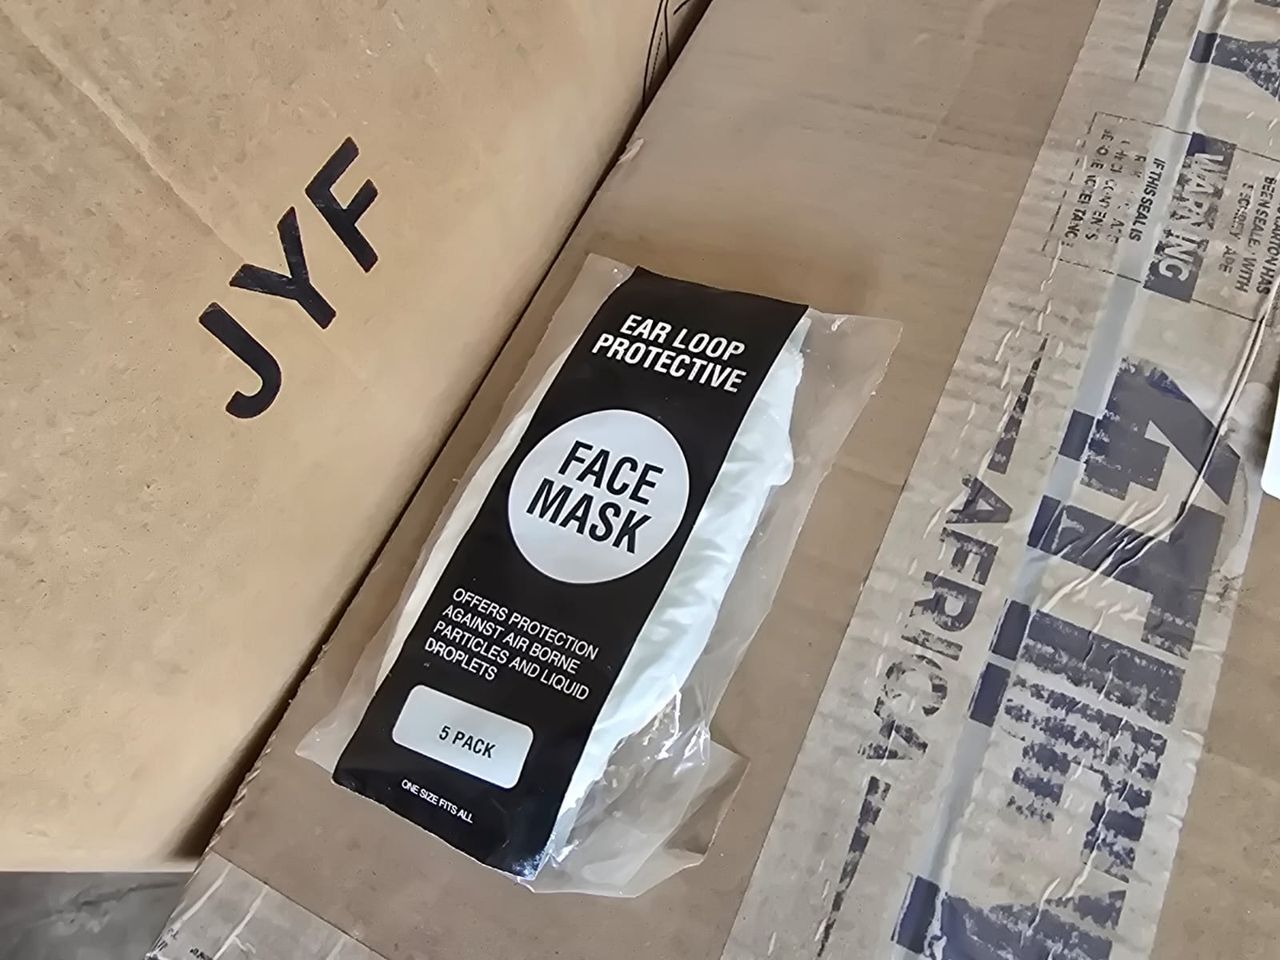 JYF
EAR LOOP
PROTECTIVE
FACE
MASK
OFFERS PROTECTION
AGAINST AIR BORNE
PARTICLES AND LIQUID
DROPLETS
5 PACK
ONE SIZE FITS ALL
AFRICA
WARNING
IF THIS SEAL IS